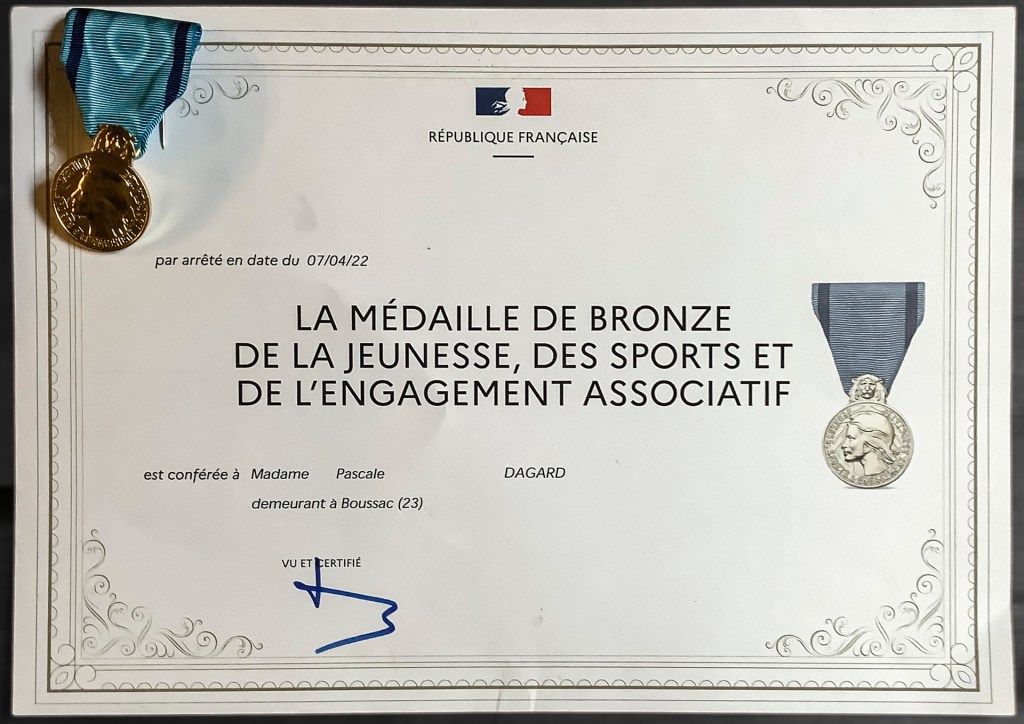 RÉPUBLIQUE FRANÇAISE
par arrêté en date du 07/04/22
LA MÉDAILLE DE BRONZE
DE LA JEUNESSE, DES SPORTS ET
DE L'ENGAGEMENT ASSOCIATIF
est conférée à Madame Pascale DAGARD
demeurant à Boussac (23)
VU ET CERTIFIÉ